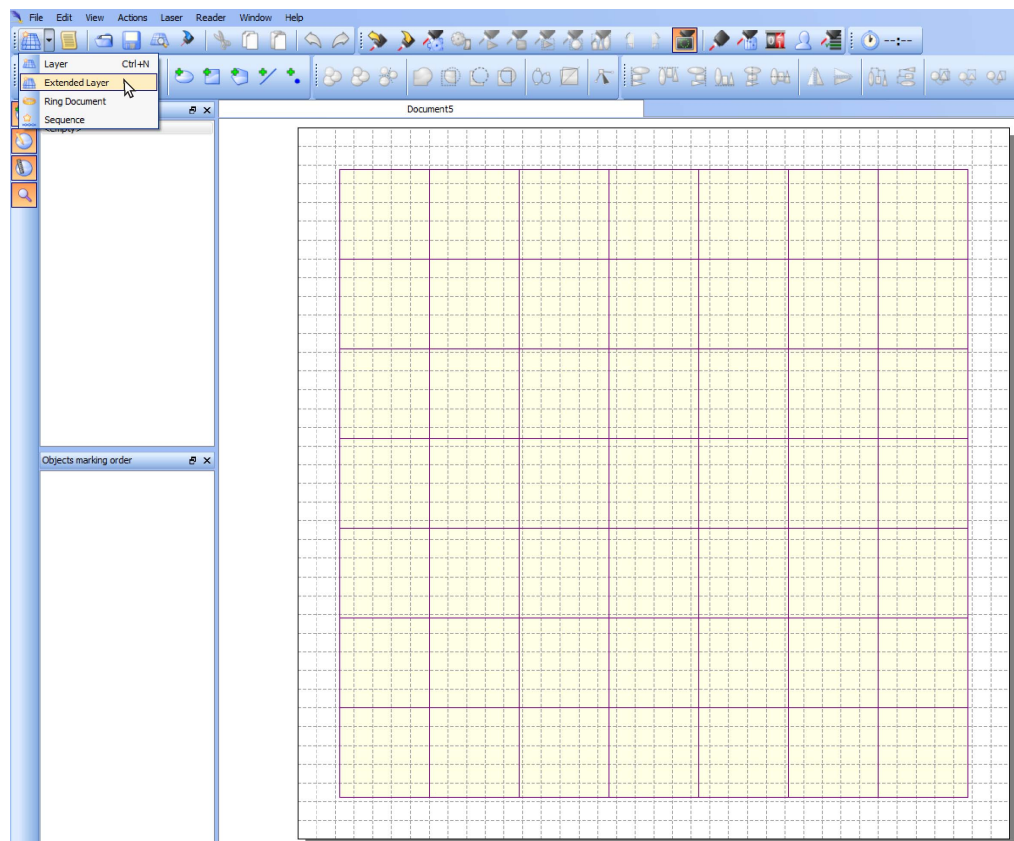 File Edit View Actions Laser Reader Window Help
--:--
Layer Ctrl+N
Extended Layer
Ring Document
Sequence
Document5
<empty>
Objects marking order